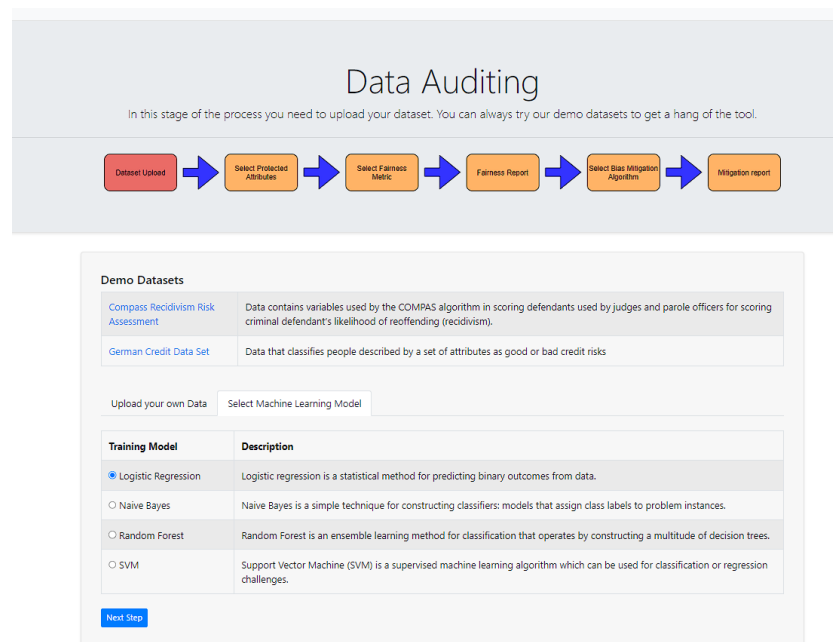 Data Auditing
In this stage of the process you need to upload your dataset. You can always try our demo datasets to get a hang of the tool.
Dataset Upload
Select Protected
Attributes
Select Fairness
Metric
Fairness Report
Select Bias Mitigation
Algorithm
Mitigation report
Demo Datasets
Compass Recidivism Risk
Assessment
Data contains variables used by the COMPAS algorithm in scoring defendants used by judges and parole officers for scoring
criminal defendant's likelihood of reoffending (recidivism).
German Credit Data Set
Data that classifies people described by a set of attributes as good or bad credit risks
Upload your own Data
Select Machine Learning Model
Training Model
Description
Logistic Regression
Logistic regression is a statistical method for predicting binary outcomes from data.
Naive Bayes
Naive Bayes is a simple technique for constructing classifiers: models that assign class labels to problem instances.
Random Forest
Random Forest is an ensemble learning method for classification that operates by constructing a multitude of decision trees.
SVM
Support Vector Machine (SVM) is a supervised machine learning algorithm which can be used for classification or regression
challenges.
Next Step